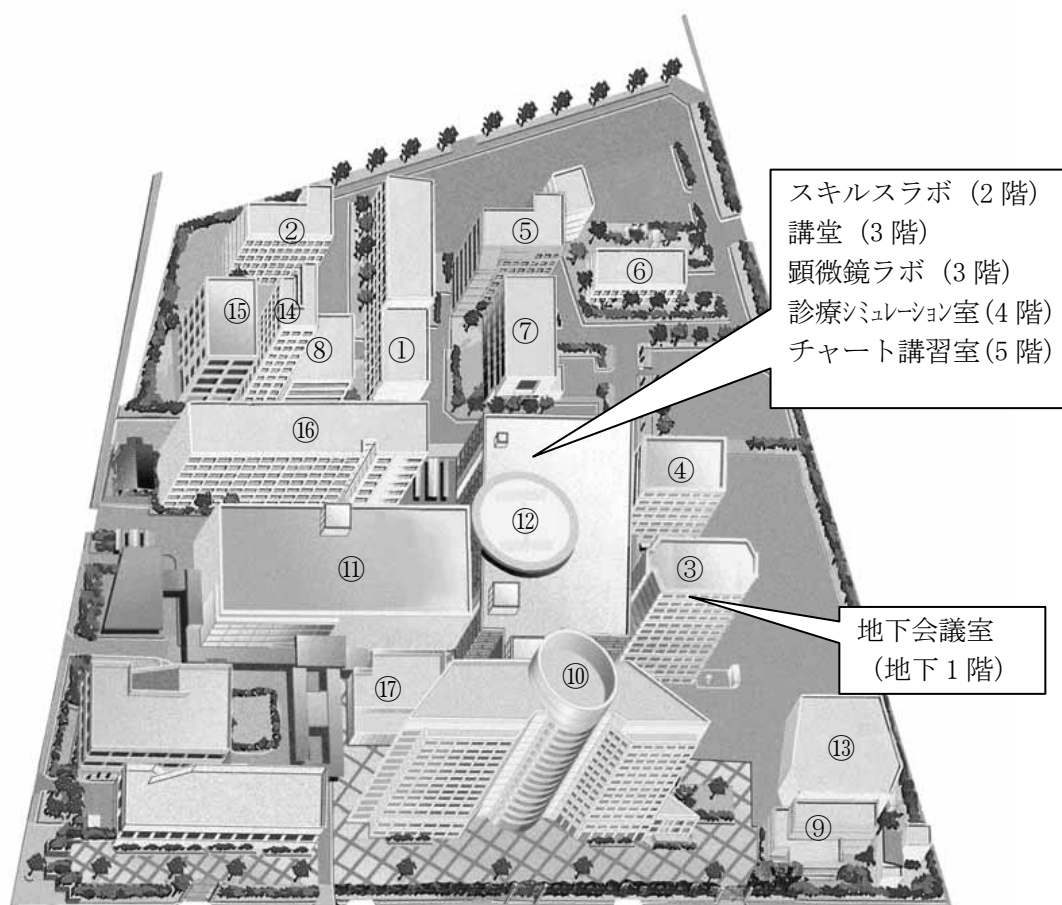 ②
⑤
⑥
⑮
⑭
⑧
①
⑦
スキルスラボ (2 階)
講堂 (3 階)
顕微鏡ラボ (3 階)
診療シミュレーション室(4 階)
チャート講習室(5 階)
⑯
④
⑫
⑪
③
地下会議室
(地下 1 階)
⑩
⑰
⑬
⑨